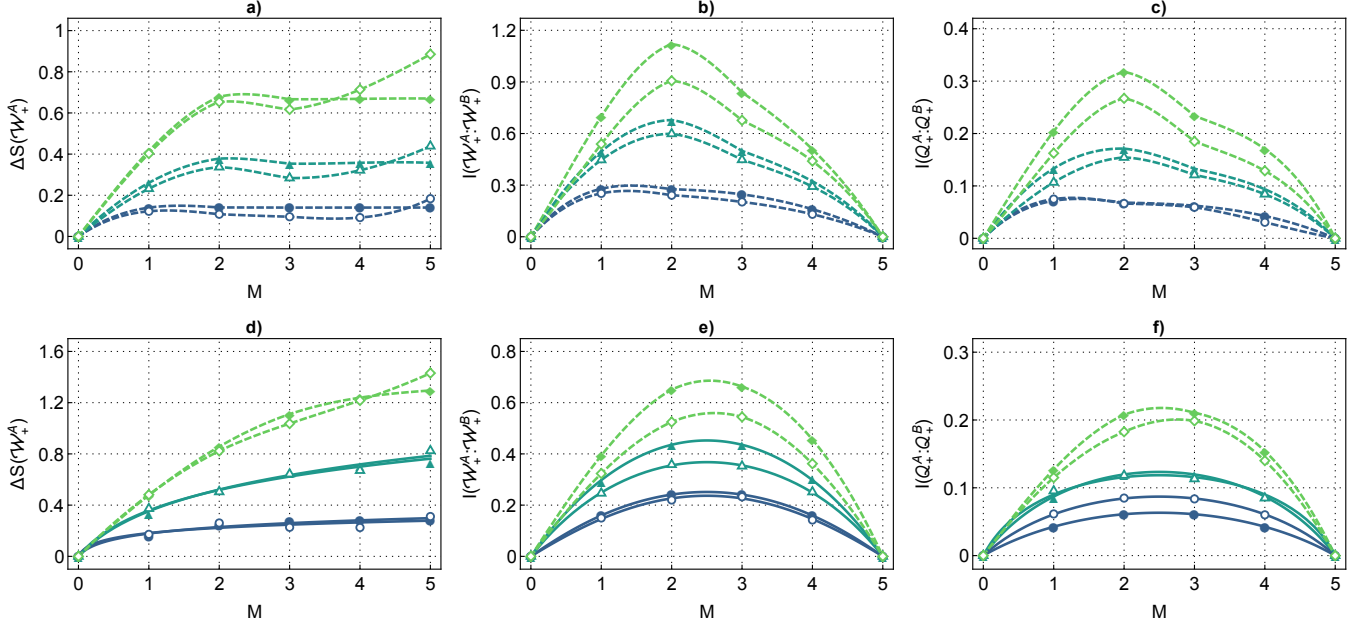 a)
ΔS(𝒲₊ᴬ)
1
0.8
0.6
0.4
0.2
0
0 1 2 3 4 5
M
b)
I(𝒲₊ᴬ:𝒲₊ᴮ)
1.2
0.9
0.6
0.3
0
0 1 2 3 4 5
M
c)
I(𝒬₊ᴬ:𝒬₊ᴮ)
0.4
0.3
0.2
0.1
0
0 1 2 3 4 5
M
d)
ΔS(𝒲₊ᴬ)
1.6
1.2
0.8
0.4
0
0 1 2 3 4 5
M
e)
I(𝒲₊ᴬ:𝒲₊ᴮ)
0.8
0.6
0.4
0.2
0
0 1 2 3 4 5
M
f)
I(𝒬₊ᴬ:𝒬₊ᴮ)
0.3
0.2
0.1
0
0 1 2 3 4 5
M